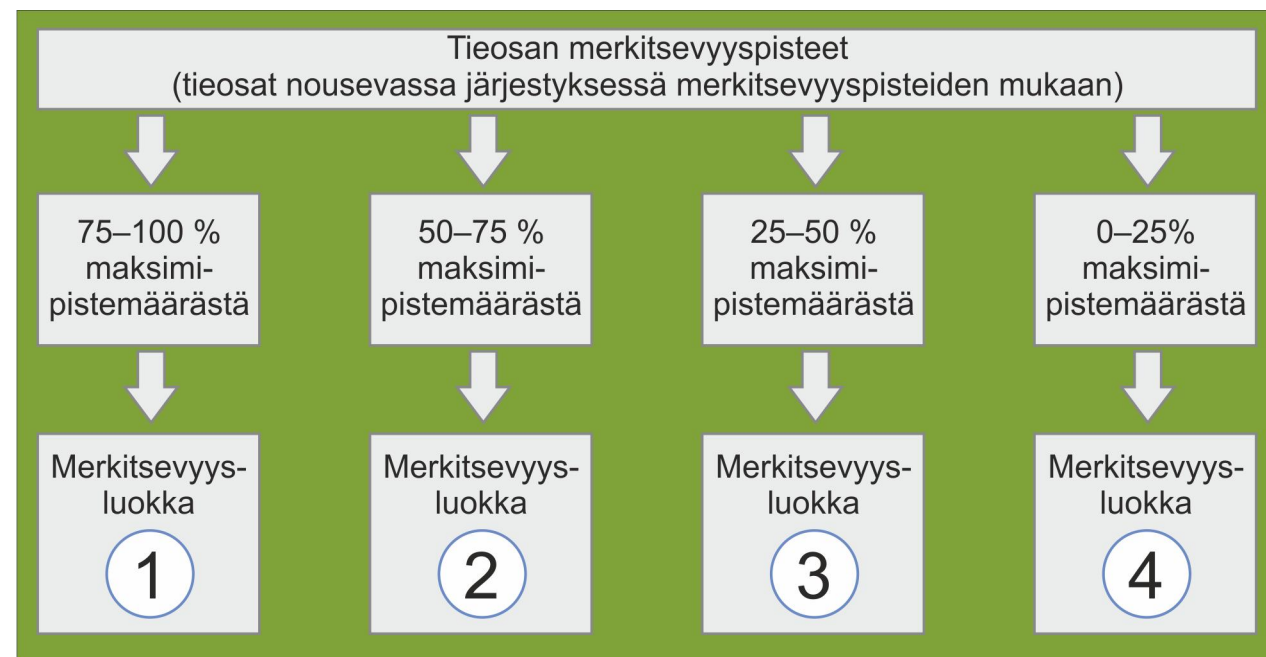 Tieosan merkitsevyyspisteet
(tieosat nousevassa järjestyksessä merkitsevyyspisteiden mukaan)
75–100 %
maksimi-
pistemäärästä
50–75 %
maksimi-
pistemäärästä
25–50 %
maksimi-
pistemäärästä
0–25%
maksimi-
pistemäärästä
Merkitsevyys-
luokka
1
Merkitsevyys-
luokka
2
Merkitsevyys-
luokka
3
Merkitsevyys-
luokka
4